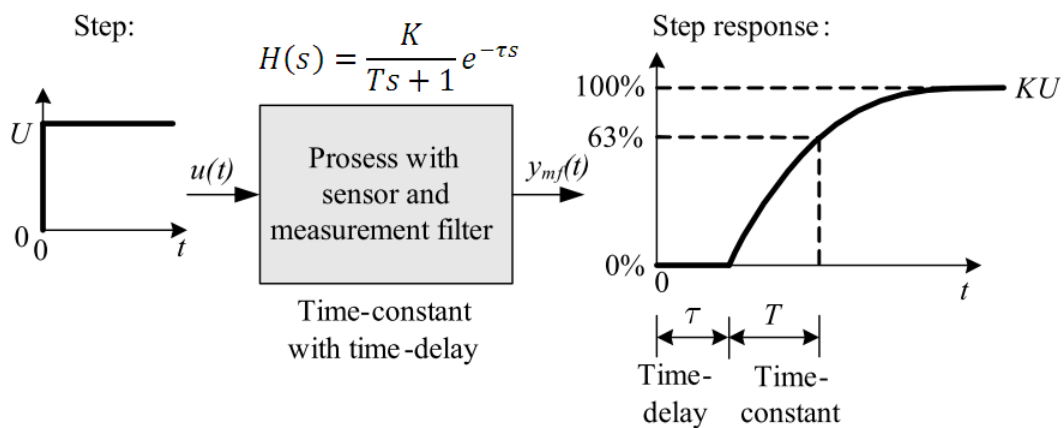 Step:
H(s) = K / (Ts + 1) e^{-τs}
Step response:
U
0
0
t
u(t)
Prosess with
sensor and
measurement filter
y_{mf}(t)
Time-constant
with time-delay
100%
63%
0%
KU
0
t
τ
T
Time-
delay
Time-
constant